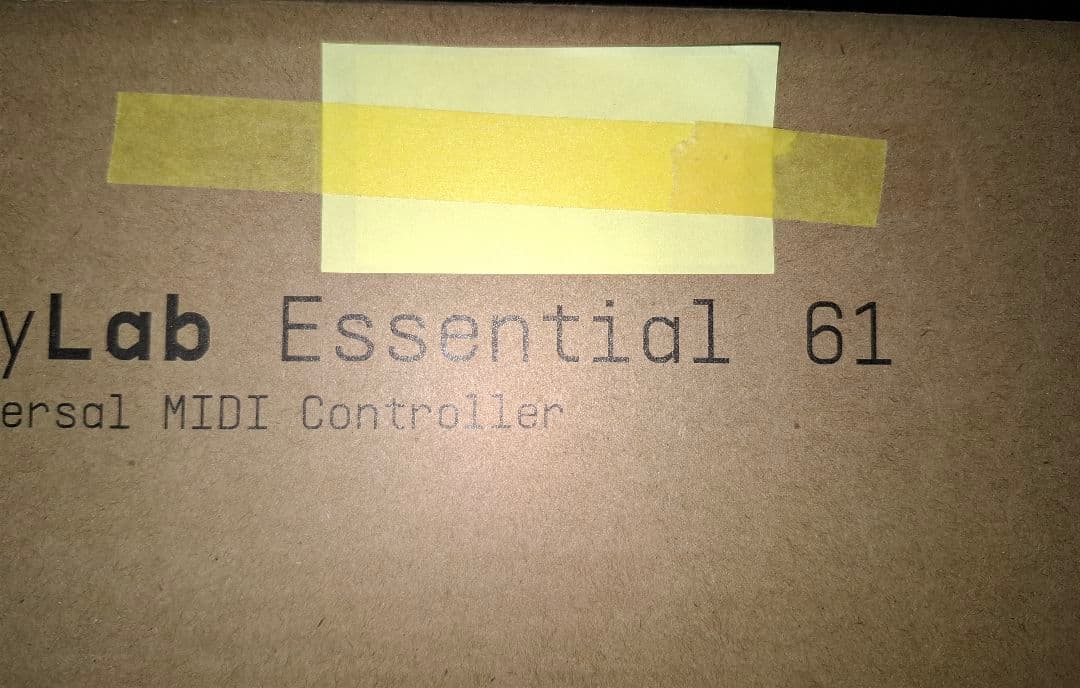 yLab Essential 61
ersal MIDI Controller